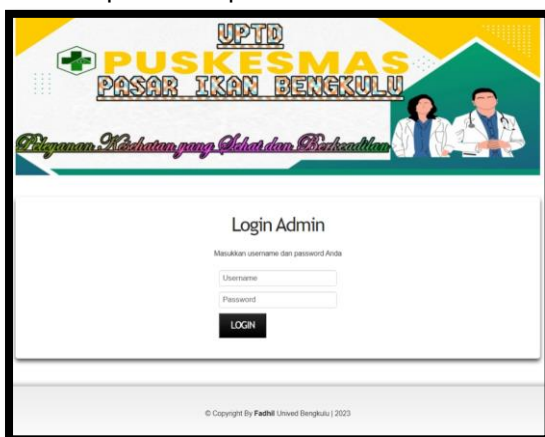 UPTD
PUSKESMAS
PASAR IKAN BENGKULU
Pelayanan Kesehatan yang Sehat dan Berkeadilan
Login Admin
Masukkan username dan password Anda
Username
Password
LOGIN
© Copyright By Fadhil Unived Bengkulu | 2023